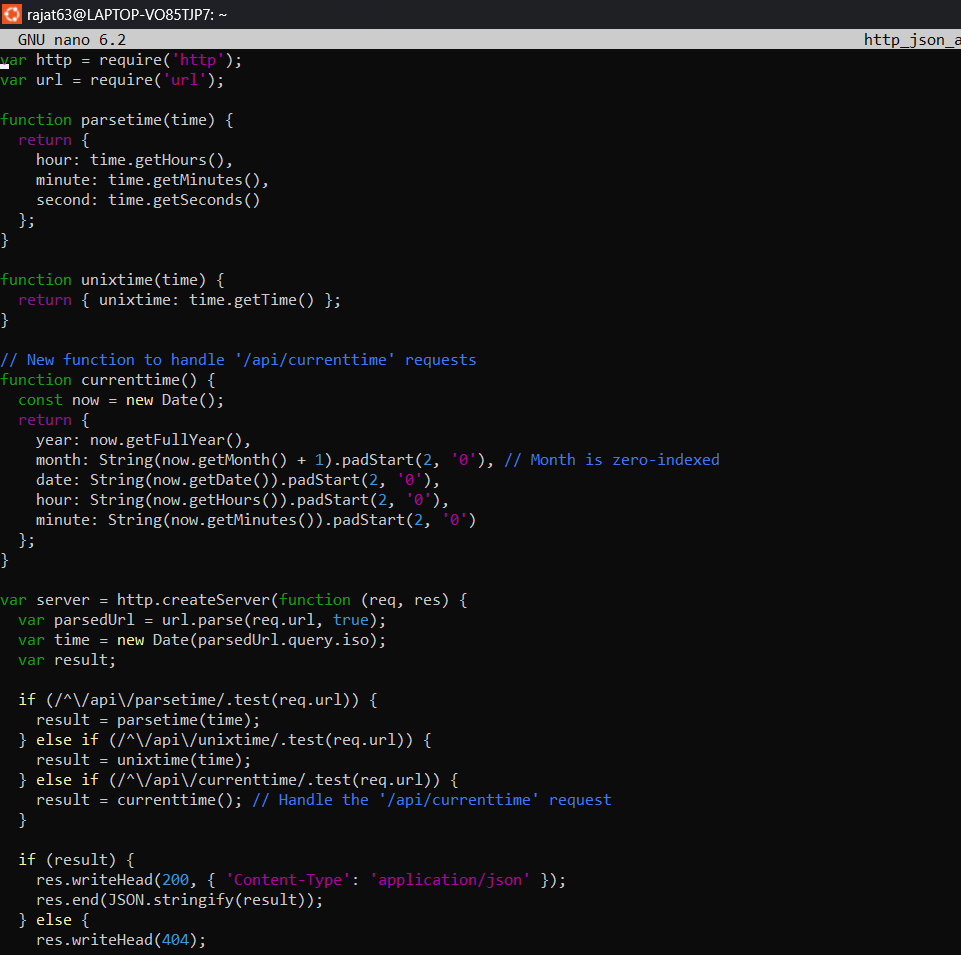 rajat63@LAPTOP-VO85TJP7: ~
GNU nano 6.2 http_json_a
var http = require('http');
var url = require('url');

function parsetime(time) {
  return {
    hour: time.getHours(),
    minute: time.getMinutes(),
    second: time.getSeconds()
  };
}

function unixtime(time) {
  return { unixtime: time.getTime() };
}

// New function to handle '/api/currenttime' requests
function currenttime() {
  const now = new Date();
  return {
    year: now.getFullYear(),
    month: String(now.getMonth() + 1).padStart(2, '0'), // Month is zero-indexed
    date: String(now.getDate()).padStart(2, '0'),
    hour: String(now.getHours()).padStart(2, '0'),
    minute: String(now.getMinutes()).padStart(2, '0')
  };
}

var server = http.createServer(function (req, res) {
  var parsedUrl = url.parse(req.url, true);
  var time = new Date(parsedUrl.query.iso);
  var result;

  if (/^\/api\/parsetime/.test(req.url)) {
    result = parsetime(time);
  } else if (/^\/api\/unixtime/.test(req.url)) {
    result = unixtime(time);
  } else if (/^\/api\/currenttime/.test(req.url)) {
    result = currenttime(); // Handle the '/api/currenttime' request
  }

  if (result) {
    res.writeHead(200, { 'Content-Type': 'application/json' });
    res.end(JSON.stringify(result));
  } else {
    res.writeHead(404);